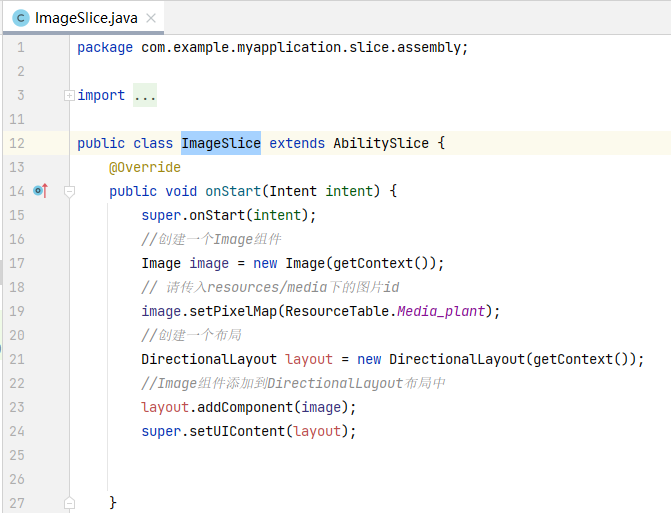 ImageSlice.java
1 package com.example.myapplication.slice.assembly;
2
3 import ...
11
12 public class ImageSlice extends AbilitySlice {
13 @Override
14 public void onStart(Intent intent) {
15 super.onStart(intent);
16 //创建一个Image组件
17 Image image = new Image(getContext());
18 // 请传入resources/media下的图片id
19 image.setPixelMap(ResourceTable.Media_plant);
20 //创建一个布局
21 DirectionalLayout layout = new DirectionalLayout(getContext());
22 //Image组件添加到DirectionalLayout布局中
23 layout.addComponent(image);
24 super.setUIContent(layout);
25
26
27 }